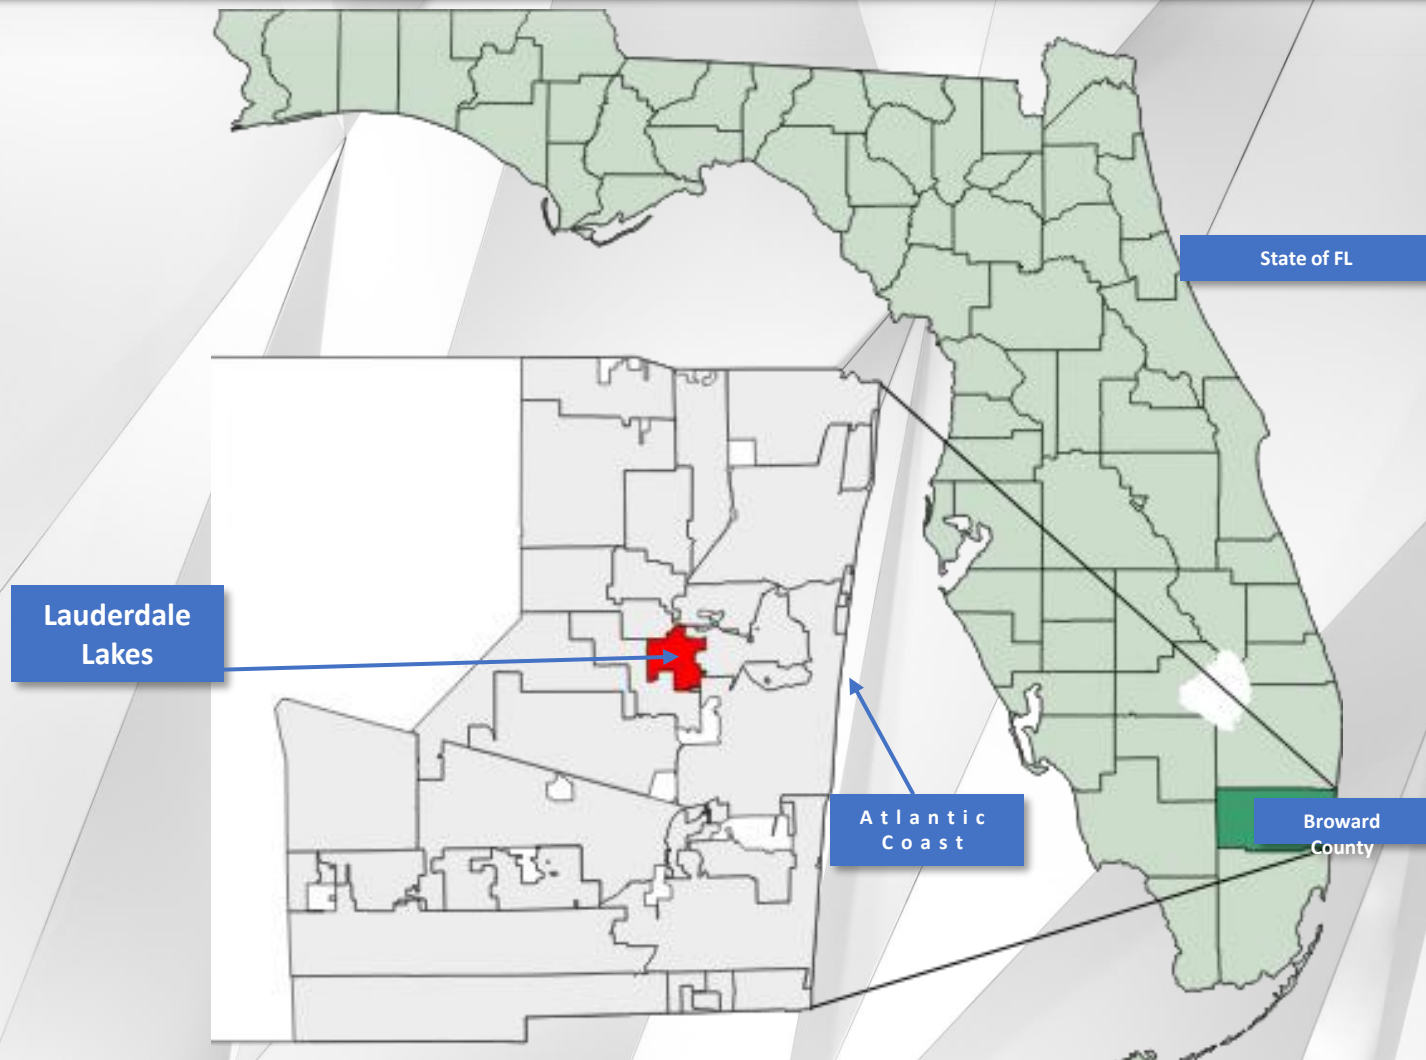 State of FL
Lauderdale
Lakes
Atlantic
Coast
Broward
County